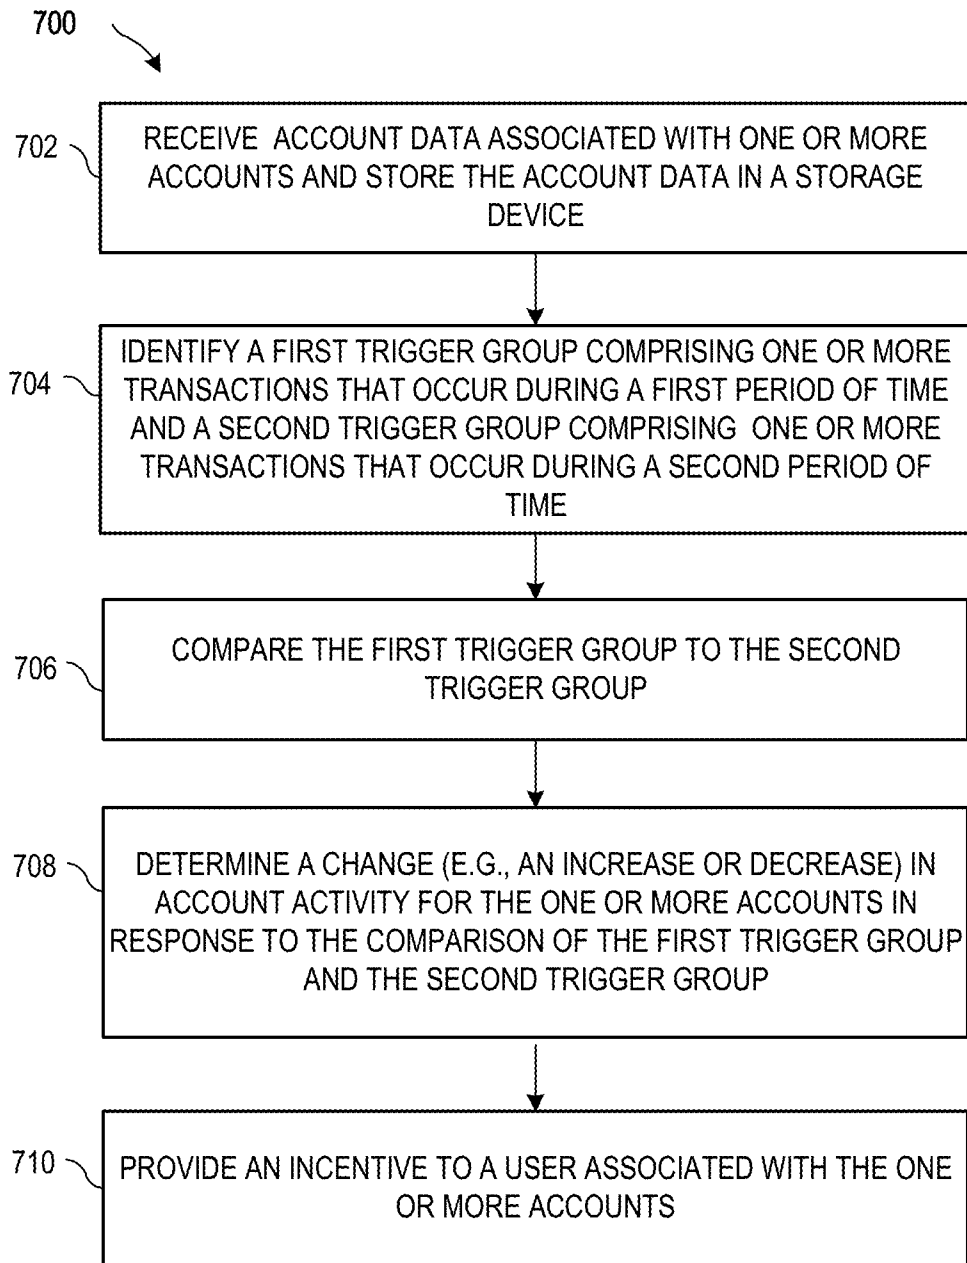 700
702
RECEIVE ACCOUNT DATA ASSOCIATED WITH ONE OR MORE
ACCOUNTS AND STORE THE ACCOUNT DATA IN A STORAGE
DEVICE
704
IDENTIFY A FIRST TRIGGER GROUP COMPRISING ONE OR MORE
TRANSACTIONS THAT OCCUR DURING A FIRST PERIOD OF TIME
AND A SECOND TRIGGER GROUP COMPRISING ONE OR MORE
TRANSACTIONS THAT OCCUR DURING A SECOND PERIOD OF
TIME
706
COMPARE THE FIRST TRIGGER GROUP TO THE SECOND
TRIGGER GROUP
708
DETERMINE A CHANGE (E.G., AN INCREASE OR DECREASE) IN
ACCOUNT ACTIVITY FOR THE ONE OR MORE ACCOUNTS IN
RESPONSE TO THE COMPARISON OF THE FIRST TRIGGER GROUP
AND THE SECOND TRIGGER GROUP
710
PROVIDE AN INCENTIVE TO A USER ASSOCIATED WITH THE ONE
OR MORE ACCOUNTS